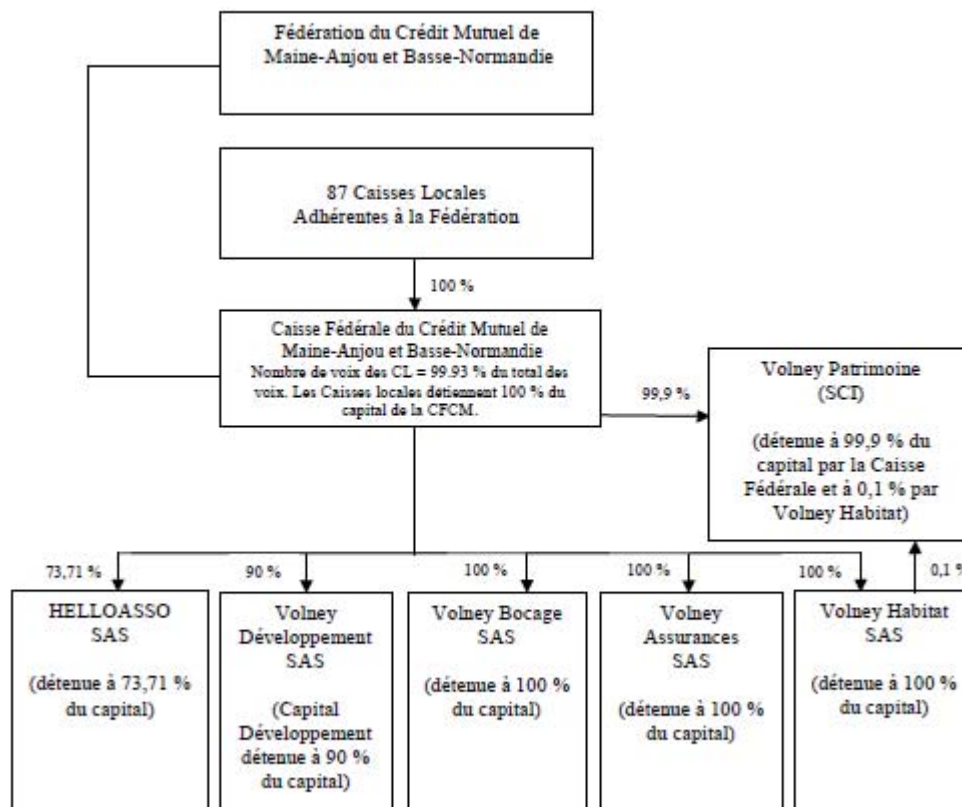 Fédération du Crédit Mutuel de
Maine-Anjou et Basse-Normandie
87 Caisses Locales
Adhérentes à la Fédération
100 %
Caisse Fédérale du Crédit Mutuel de
Maine-Anjou et Basse-Normandie
Nombre de voix des CL = 99.93 % du total des
voix. Les Caisses locales détiennent 100 % du
capital de la CFCM.
99,9 %
Volney Patrimoine
(SCI)
(détenue à 99,9 % du
capital par la Caisse
Fédérale et à 0,1 % par
Volney Habitat)
73,71 %
90 %
100 %
100 %
100 %
0,1 %
HELLOASSO
SAS
(détenue à 73,71 %
du capital)
Volney
Développement
SAS
(Capital
Développement
détenue à 90 %
du capital)
Volney Bocage
SAS
(détenue à 100 %
du capital)
Volney
Assurances
SAS
(détenue à 100 %
du capital)
Volney Habitat
SAS
(détenue à 100 %
du capital)